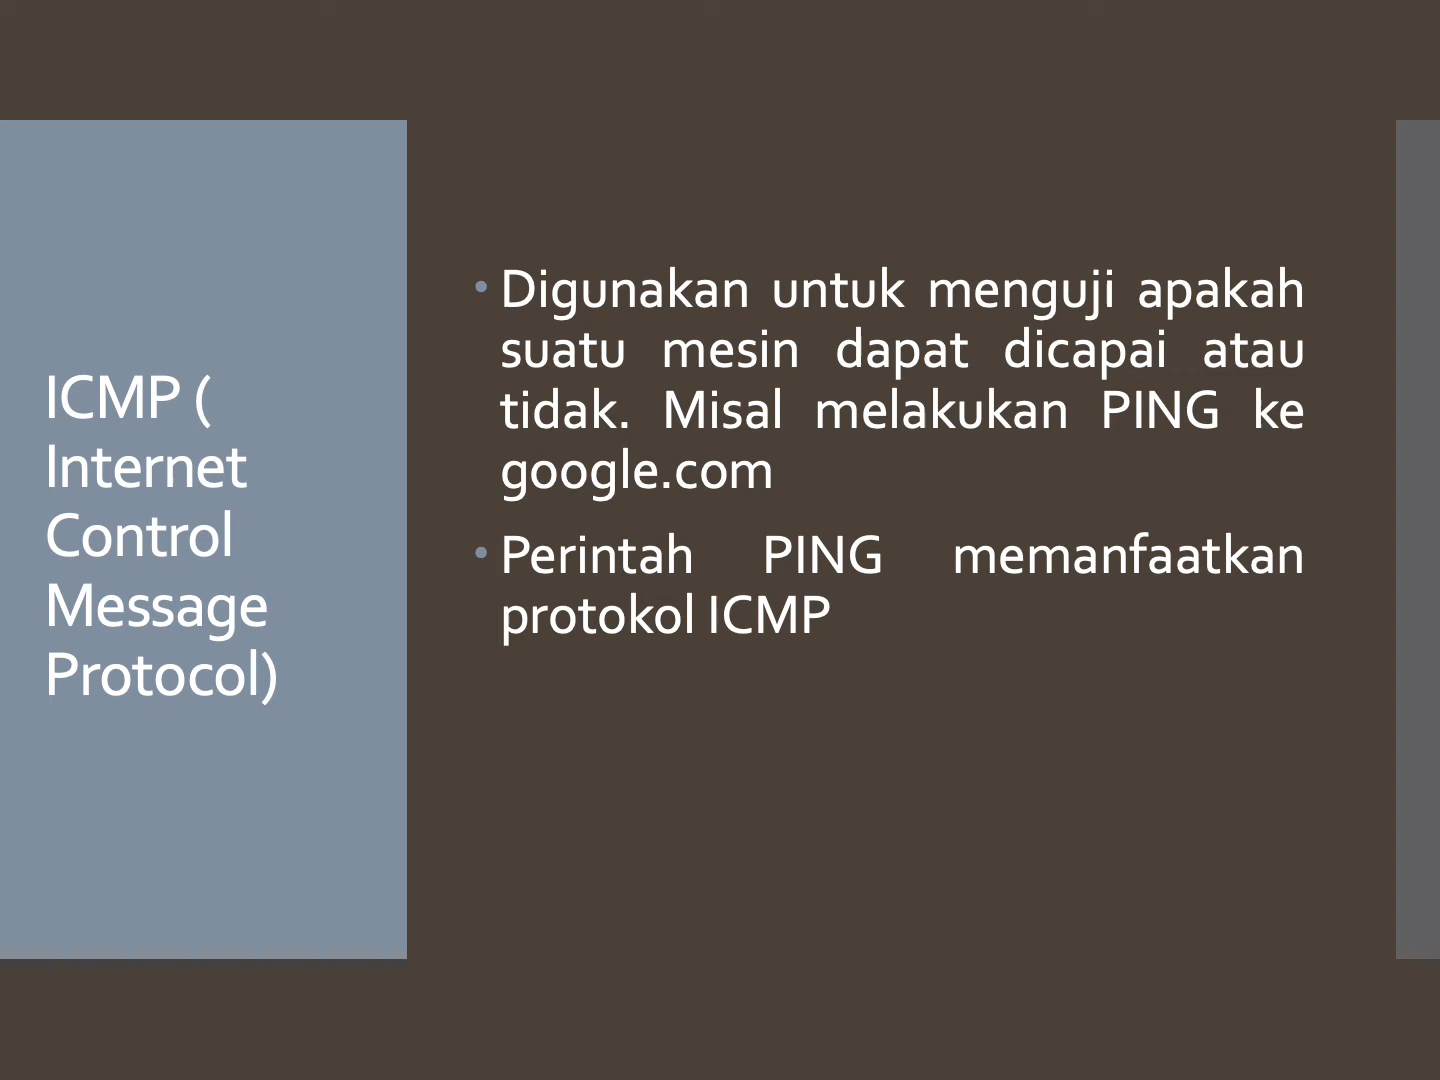 ICMP (
Internet
Control
Message
Protocol)
• Digunakan untuk menguji apakah
suatu mesin dapat dicapai atau
tidak. Misal melakukan PING ke
google.com
• Perintah PING memanfaatkan
protokol ICMP